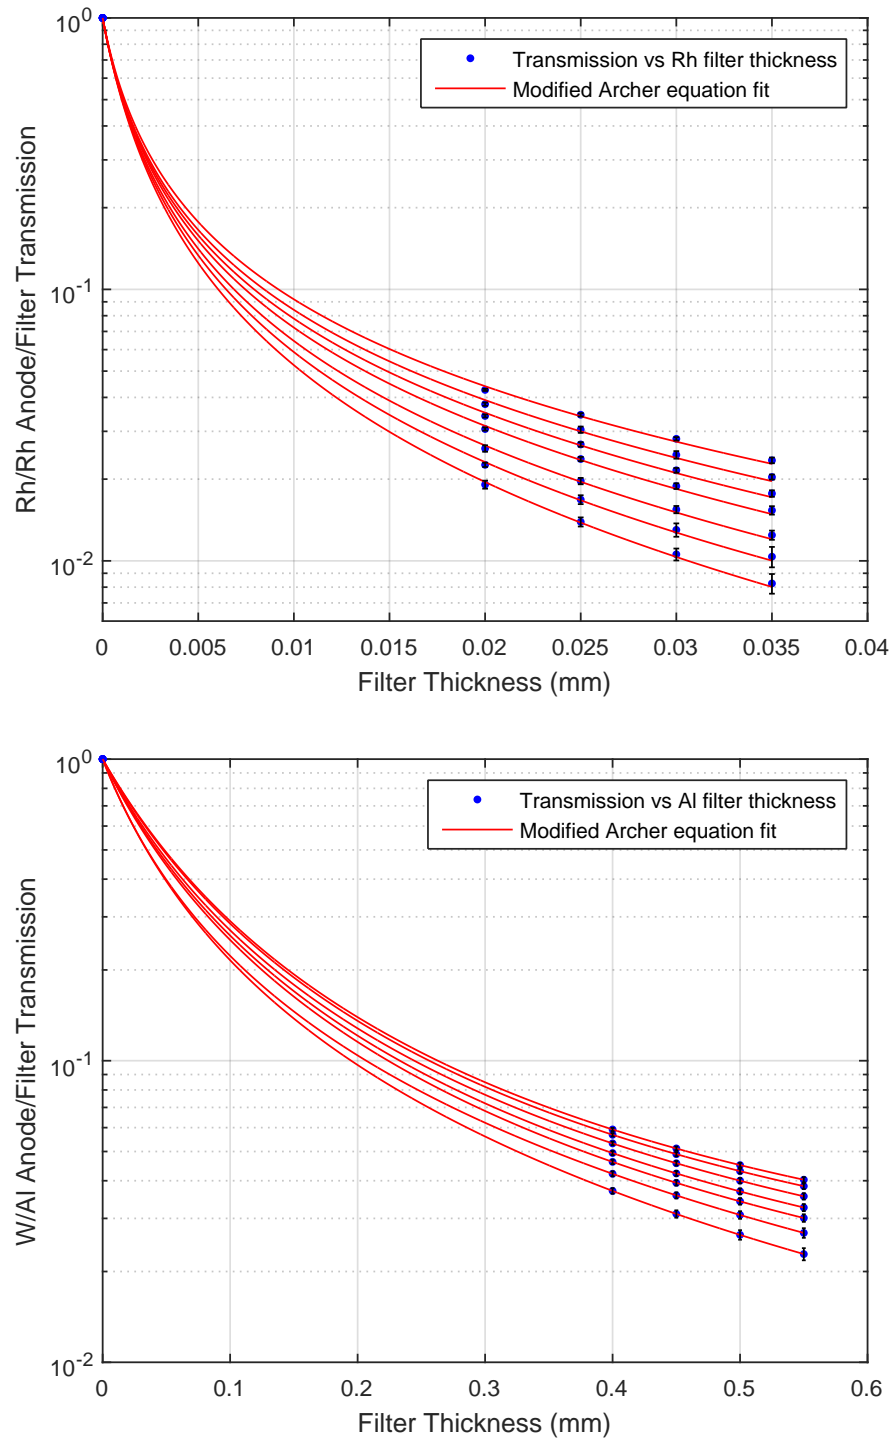 10^0
10^-1
10^-2
Rh/Rh Anode/Filter Transmission
Transmission vs Rh filter thickness
Modified Archer equation fit
0 0.005 0.01 0.015 0.02 0.025 0.03 0.035 0.04
Filter Thickness (mm)
10^0
10^-1
10^-2
W/Al Anode/Filter Transmission
Transmission vs Al filter thickness
Modified Archer equation fit
0 0.1 0.2 0.3 0.4 0.5 0.6
Filter Thickness (mm)